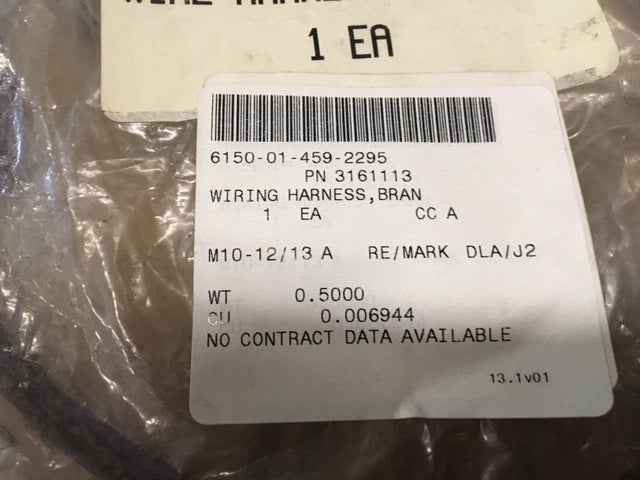 1 EA
6150-01-459-2295
PN 3161113
WIRING HARNESS,BRAN
1 EA CC A
M10-12/13 A RE/MARK DLA/J2
WT 0.5000
CU 0.006944
NO CONTRACT DATA AVAILABLE
13.1v01